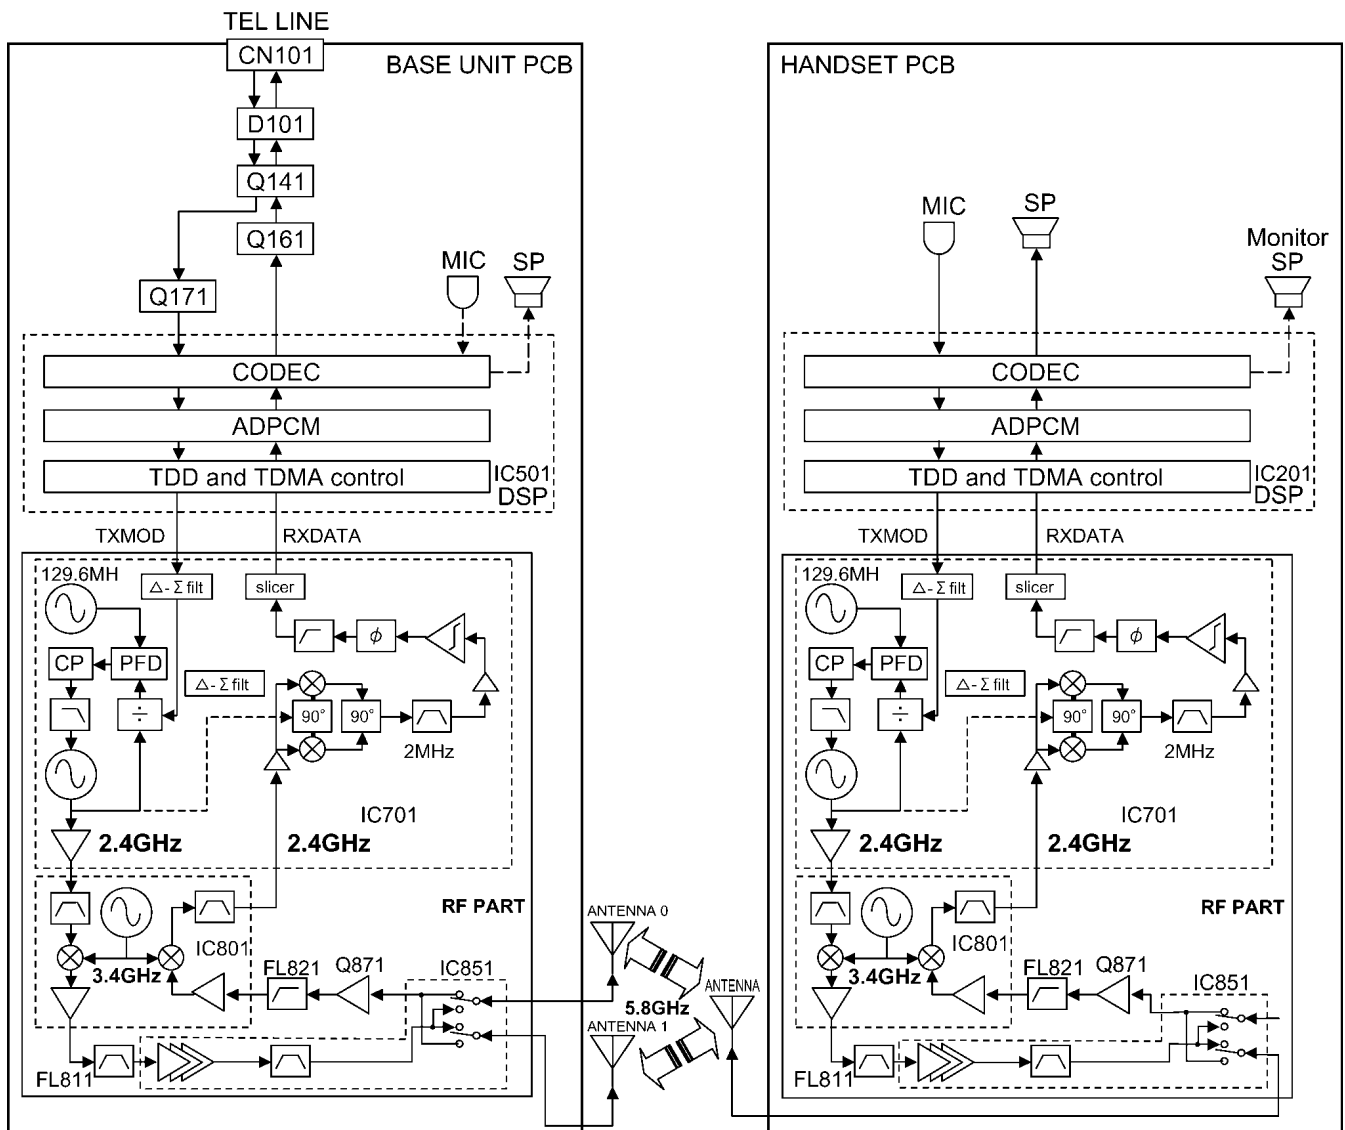 TEL LINE
CN101
BASE UNIT PCB
HANDSET PCB
D101
Q141
Q161
MIC
SP
Q171
MIC
SP
Monitor
SP
CODEC
ADPCM
TDD and TDMA control
IC501
DSP
CODEC
ADPCM
TDD and TDMA control
IC201
DSP
TXMOD
RXDATA
TXMOD
RXDATA
129.6MH
Δ-Σ filt
slicer
CP
PFD
ϕ
Δ-Σ filt
÷
90°
90°
2MHz
IC701
2.4GHz
2.4GHz
RF PART
IC801
3.4GHz
FL821
Q871
IC851
FL811
ANTENNA 0
ANTENNA
5.8GHz
ANTENNA 1
129.6MH
Δ-Σ filt
slicer
CP
PFD
ϕ
Δ-Σ filt
÷
90°
90°
2MHz
IC701
2.4GHz
2.4GHz
RF PART
IC801
3.4GHz
FL821
Q871
IC851
FL811